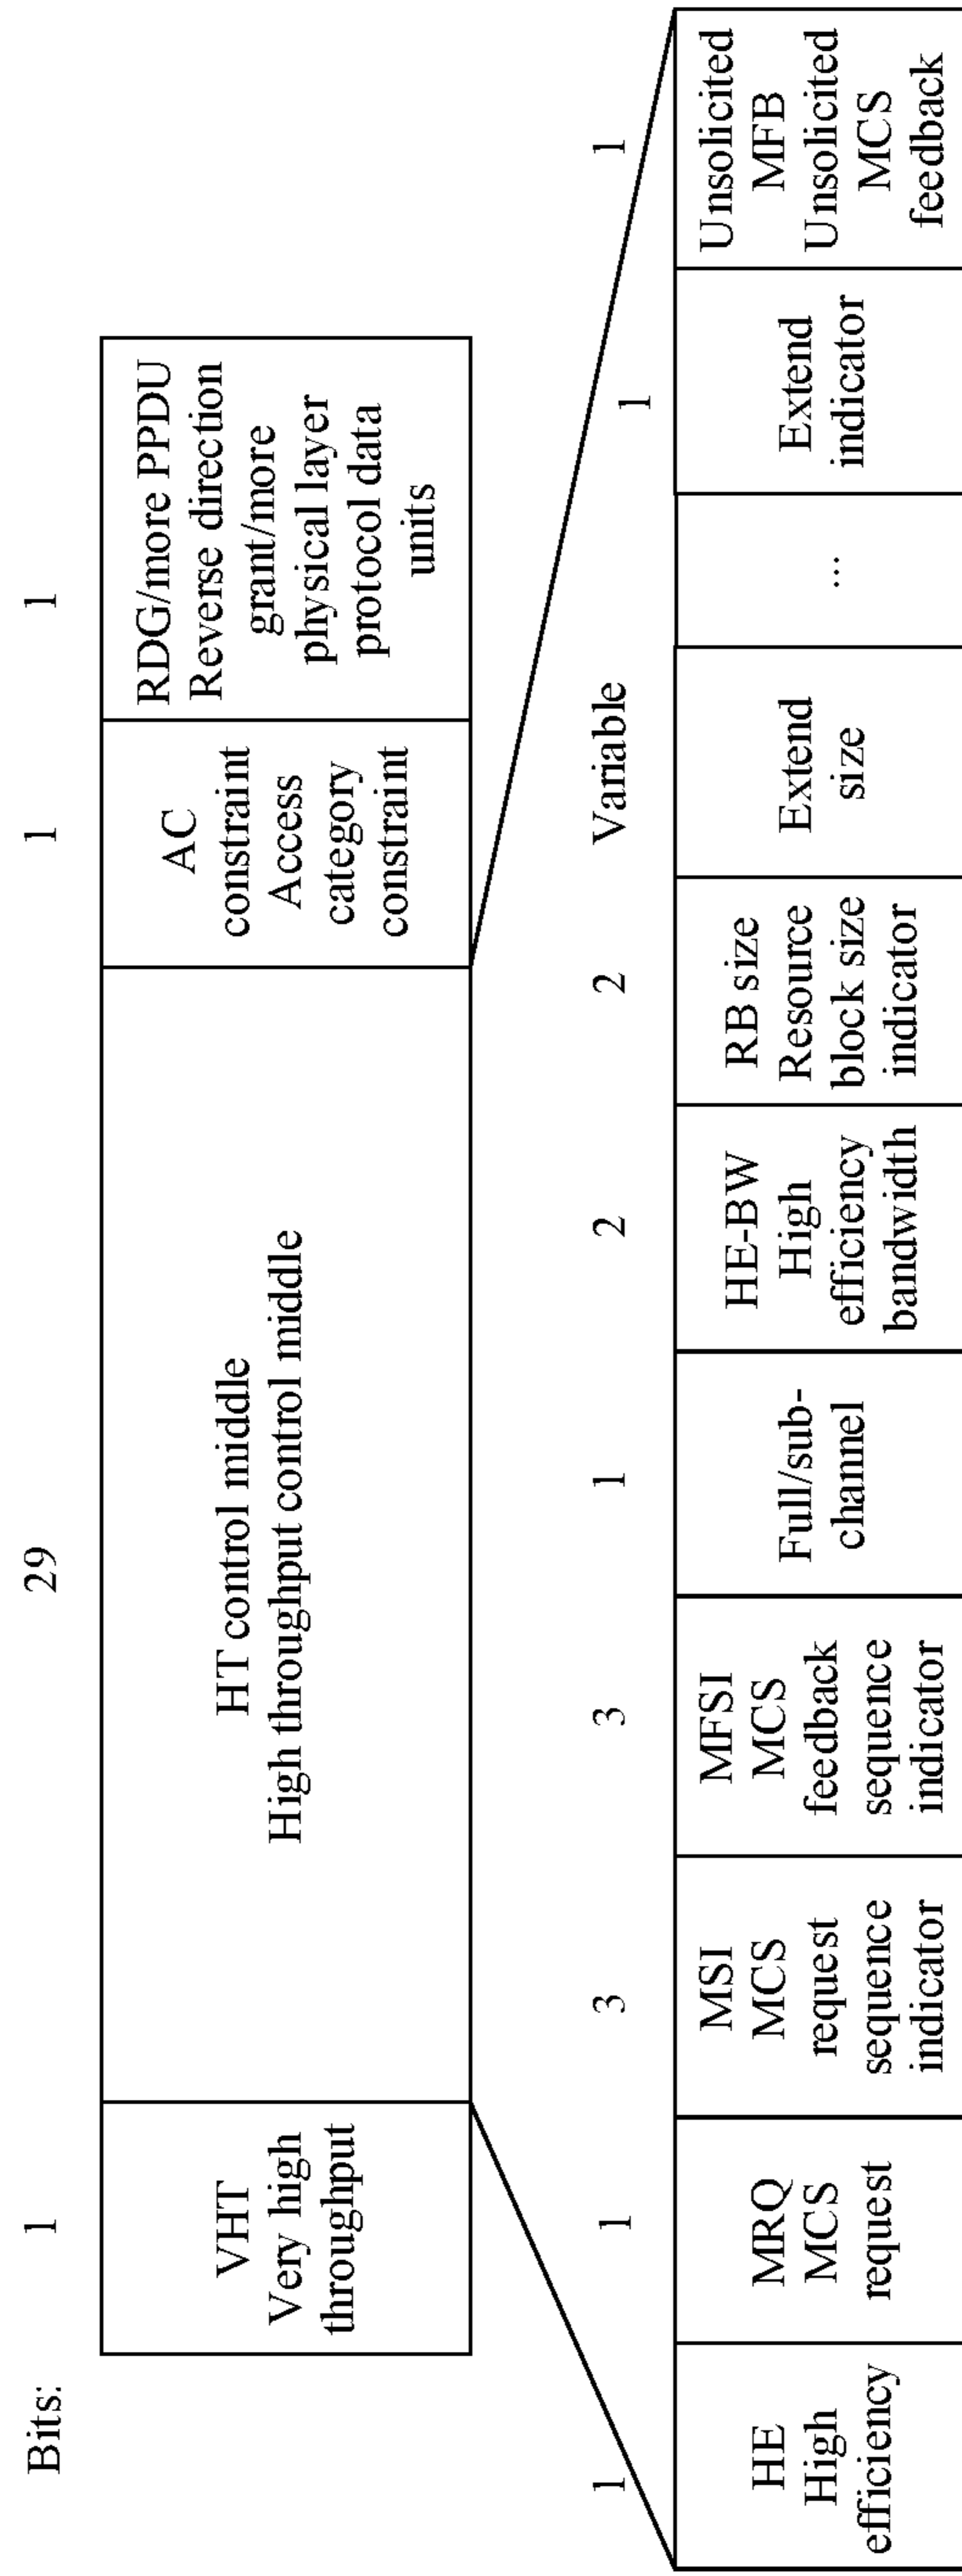 Bits:
1
29
1
1
VHT
Very high
throughput
HT control middle
High throughput control middle
AC
constraint
Access
category
constraint
RDG/more PPDU
Reverse direction
grant/more
physical layer
protocol data
units
1
1
3
3
1
2
2
Variable
1
1
HE
High
efficiency
MRQ
MCS
request
MSI
MCS
request
sequence
indicator
MFSI
MCS
feedback
sequence
indicator
Full/sub-
channel
HE-BW
High
efficiency
bandwidth
RB size
Resource
block size
indicator
Extend
size
...
Extend
indicator
Unsolicited
MFB
Unsolicited
MCS
feedback